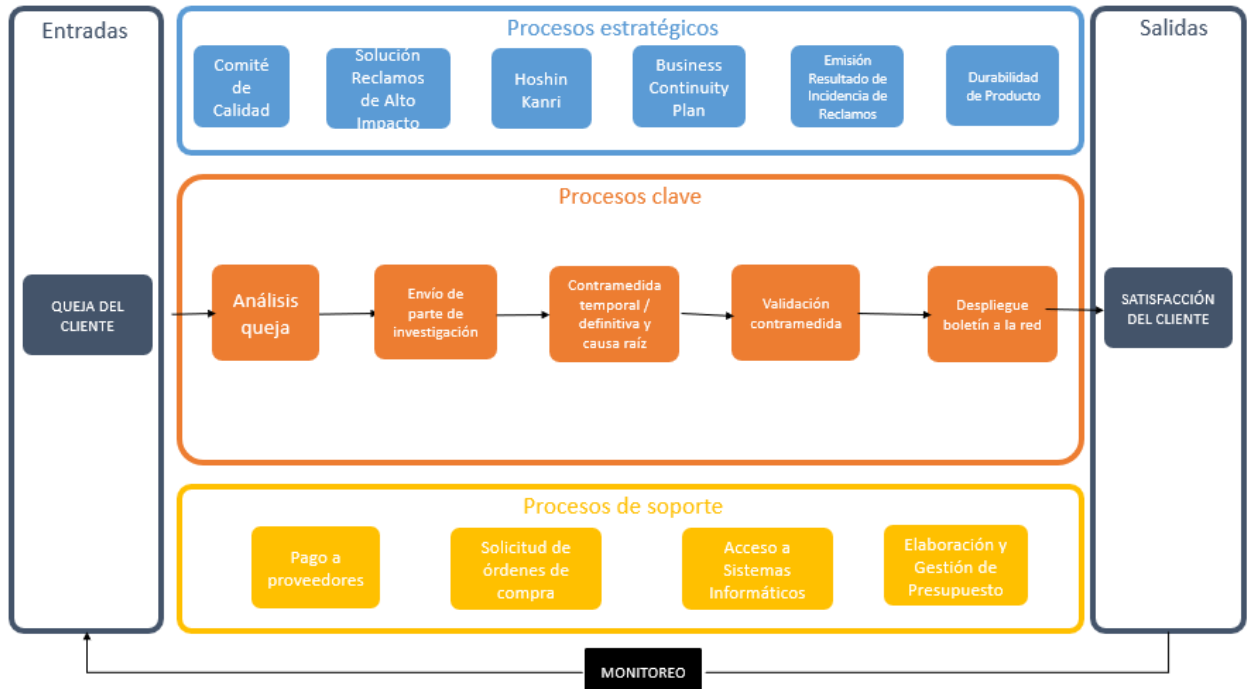 Entradas
Procesos estratégicos
Salidas
Comité
de
Calidad
Solución
Reclamos
de Alto
Impacto
Hoshin
Kanri
Business
Continuity
Plan
Emisión
Resultado de
Incidencia de
Reclamos
Durabilidad
de Producto
Procesos clave
QUEJA DEL
CLIENTE
Análisis
queja
Envío de
parte de
investigación
Contramedida
temporal /
definitiva y
causa raíz
Validación
contramedida
Despliegue
boletín a la red
SATISFACCIÓN
DEL CLIENTE
Procesos de soporte
Pago a
proveedores
Solicitud de
órdenes de
compra
Acceso a
Sistemas
Informáticos
Elaboración y
Gestión de
Presupuesto
MONITOREO